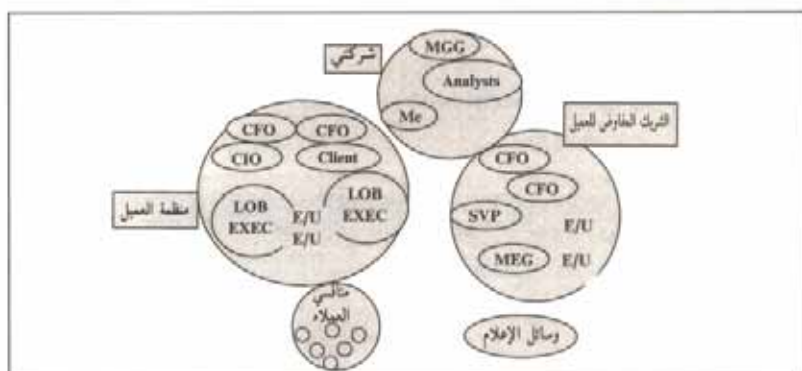 شركتي
MGG
Analysts
Me
الشريك المفاوض للعميل
CFO
CFO
SVP
E/U
MEG
E/U
منظمة العميل
CFO
CFO
CIO
Client
LOB
EXEC
E/U
E/U
LOB
EXEC
منافسي
العملاء
وسائل الإعلام